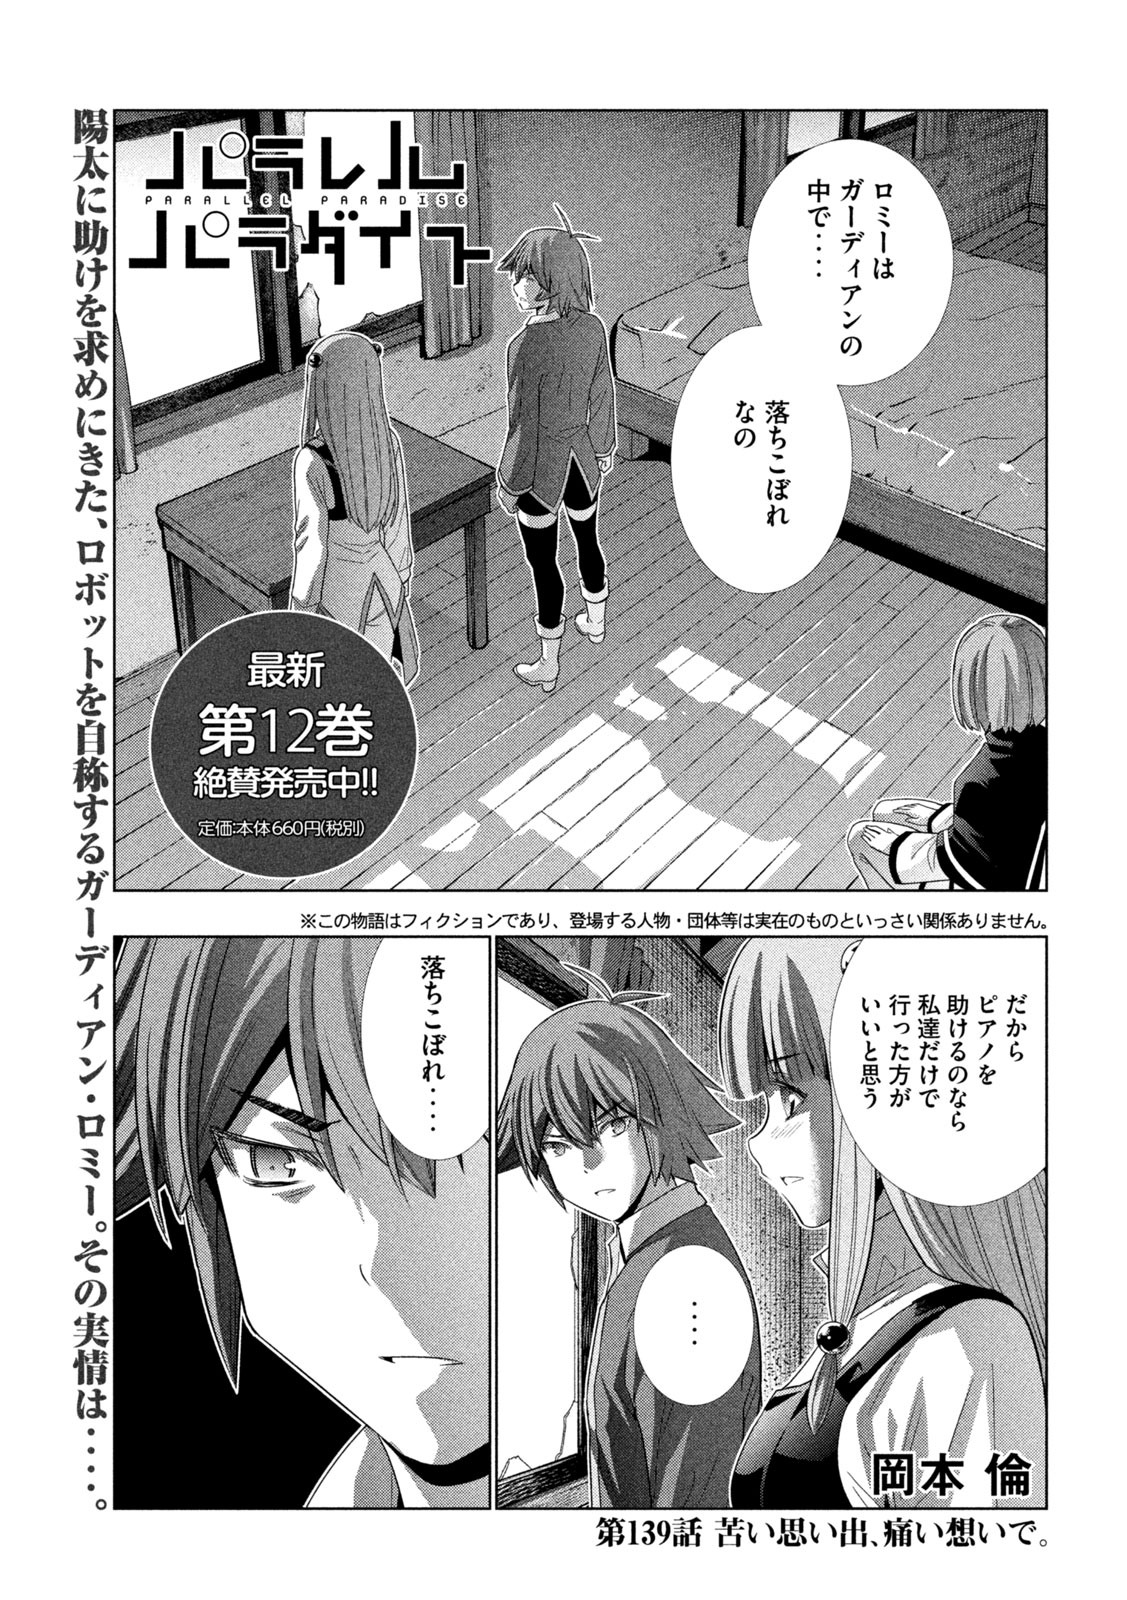 陽太に助けを求めにきた、ロボットを自称するガーディアン・ロミー。その実情は‥‥。
パラレル
PARALLEL PARADISE
パラダイス
ロミーは
ガーディアンの
中で‥‥
落ちこぼれ
なの
最新
第12巻
絶賛発売中!!
定価:本体660円(税別)
※この物語はフィクションであり、登場する人物・団体等は実在のものといっさい関係ありません。
だから
ピアノを
助けるのなら
私達だけで
行った方が
いいと思う
‥‥
落ちこぼれ‥‥
岡本 倫
第139話 苦い思い出、痛い想いで。